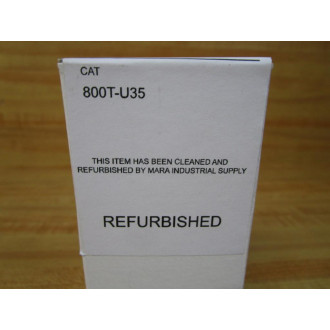 CAT
800T-U35
THIS ITEM HAS BEEN CLEANED AND
REFURBISHED BY MARA INDUSTRIAL SUPPLY
REFURBISHED